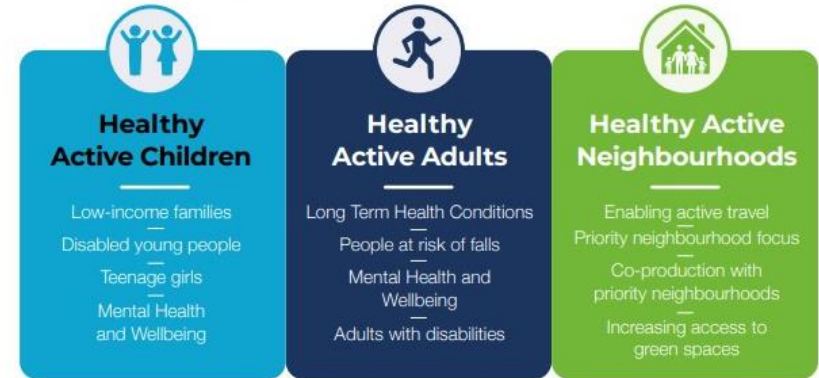 Healthy
Active Children
Low-income families
Disabled young people
Teenage girls
Mental Health
and Wellbeing
Healthy
Active Adults
Long Term Health Conditions
People at risk of falls
Mental Health and
Wellbeing
Adults with disabilities
Healthy Active
Neighbourhoods
Enabling active travel
Priority neighbourhood focus
Co-production with
priority neighbourhoods
Increasing access to
green spaces